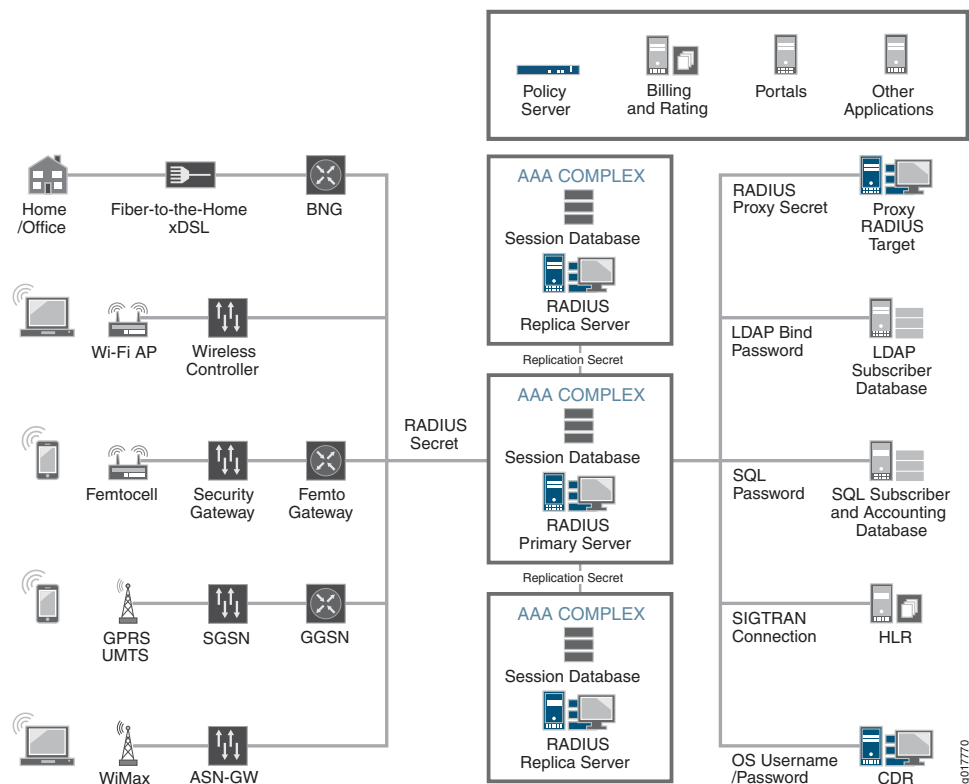 Policy
Server
Billing
and Rating
Portals
Other
Applications
Home
/Office
Fiber-to-the-Home
xDSL
BNG
AAA COMPLEX
Session Database
RADIUS
Replica Server
RADIUS
Proxy Secret
Proxy
RADIUS
Target
Wi-Fi AP
Wireless
Controller
Replication Secret
LDAP Bind
Password
LDAP
Subscriber
Database
RADIUS
Secret
AAA COMPLEX
Session Database
RADIUS
Primary Server
Femtocell
Security
Gateway
Femto
Gateway
SQL
Password
SQL Subscriber
and Accounting
Database
Replication Secret
GPRS
UMTS
SGSN
GGSN
AAA COMPLEX
Session Database
RADIUS
Replica Server
SIGTRAN
Connection
HLR
WiMax
ASN-GW
OS Username
/Password
CDR
g017770